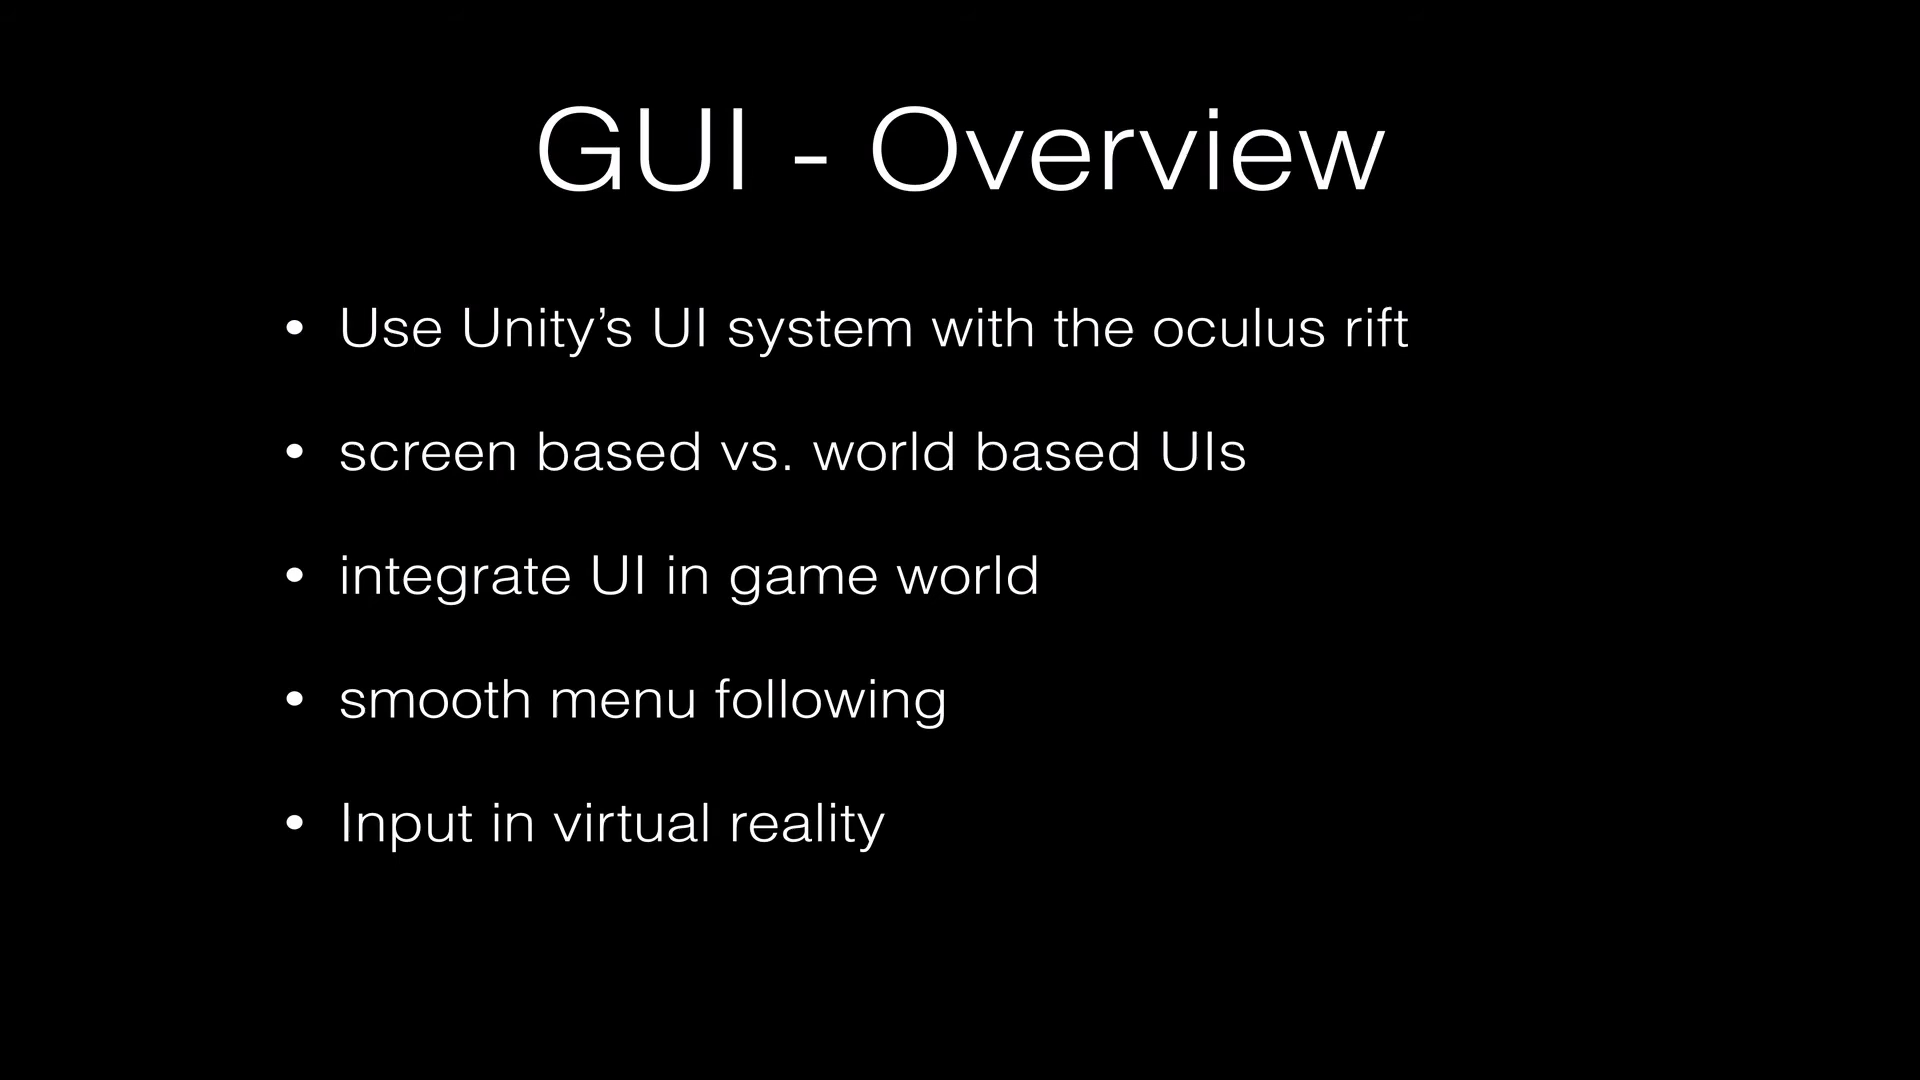 GUI - Overview
• Use Unity’s UI system with the oculus rift
• screen based vs. world based UIs
• integrate UI in game world
• smooth menu following
• Input in virtual reality